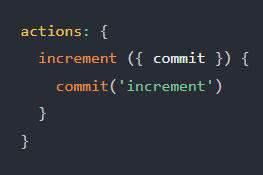 actions: {
  increment ({ commit }) {
    commit('increment')
  }
}